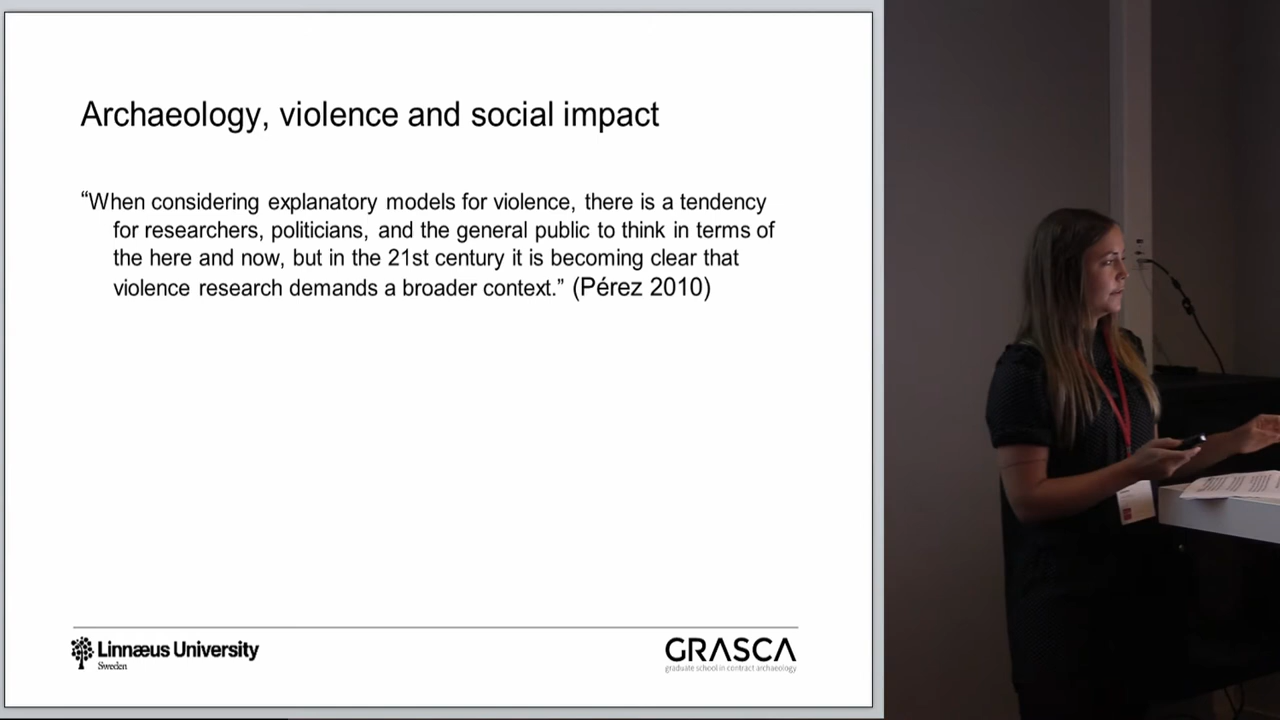 Archaeology, violence and social impact
“When considering explanatory models for violence, there is a tendency
for researchers, politicians, and the general public to think in terms of
the here and now, but in the 21st century it is becoming clear that
violence research demands a broader context.” (Pérez 2010)
Linnæus University
Sweden
GRASCA
graduate school in contract archaeology